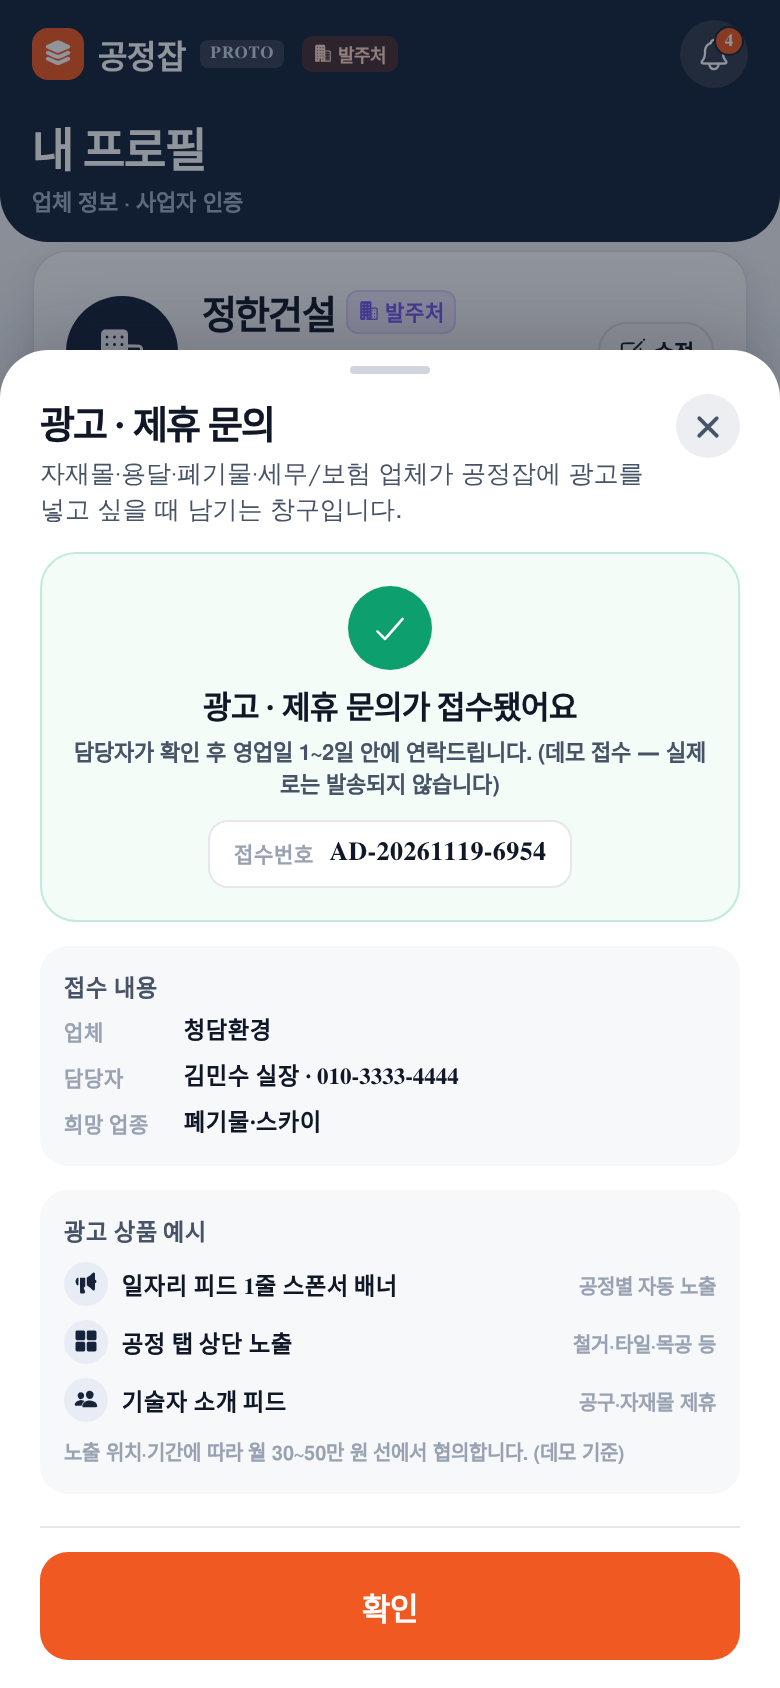 공정잡 PROTO 발주처
4
내 프로필
업체 정보 · 사업자 인증
정한건설 발주처
수정
광고 · 제휴 문의
자재몰·용달·폐기물·세무/보험 업체가 공정잡에 광고를
넣고 싶을 때 남기는 창구입니다.
광고 · 제휴 문의가 접수됐어요
담당자가 확인 후 영업일 1~2일 안에 연락드립니다. (데모 접수 — 실제
로는 발송되지 않습니다)
접수번호 AD-20261119-6954
접수 내용
업체 청담환경
담당자 김민수 실장 · 010-3333-4444
희망 업종 폐기물·스카이
광고 상품 예시
일자리 피드 1줄 스폰서 배너 공정별 자동 노출
공정 탭 상단 노출 철거·타일·목공 등
기술자 소개 피드 공구·자재몰 제휴
노출 위치·기간에 따라 월 30~50만 원 선에서 협의합니다. (데모 기준)
확인